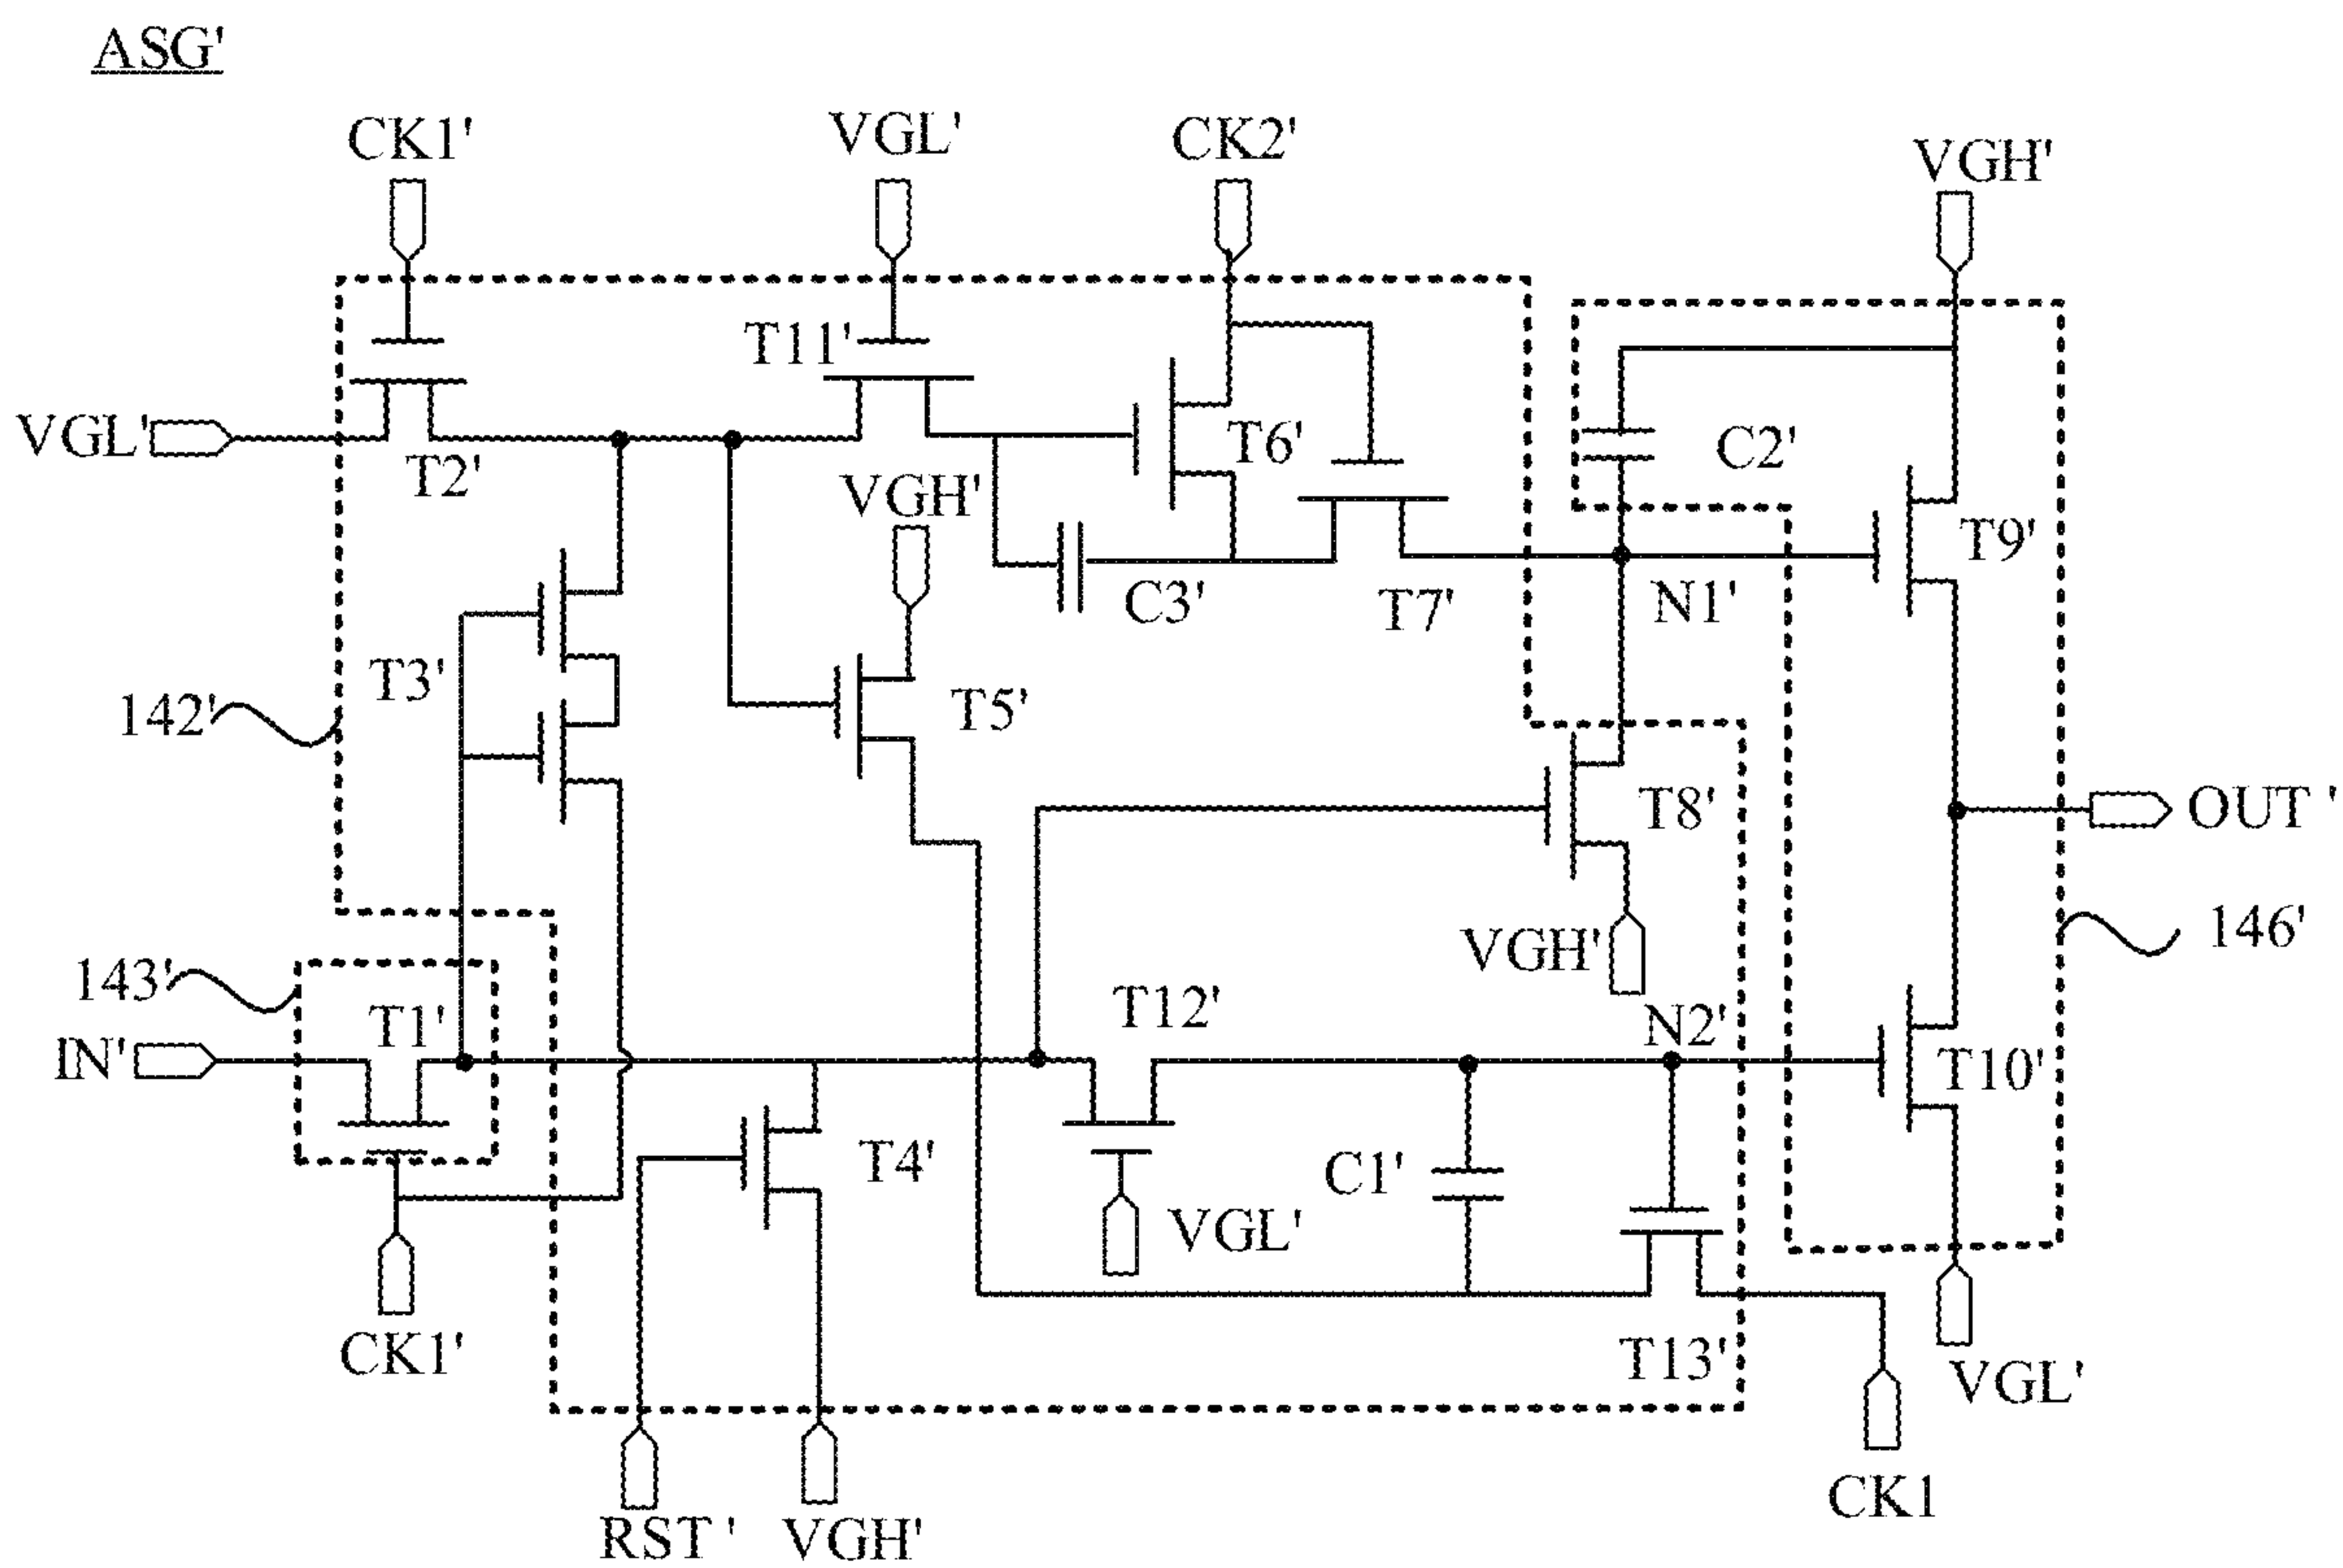 ASG'
CK1'
VGL'
CK2'
VGH'
T11'
VGL'
T2'
T6'
C2'
VGH'
T9'
C3'
T7'
N1'
T3'
T5'
142'
T8'
OUT '
VGH'
146'
143'
T1'
T12'
N2'
IN'
T10'
T4'
C1'
VGL'
CK1'
T13'
VGL'
CK1
RST '
VGH'